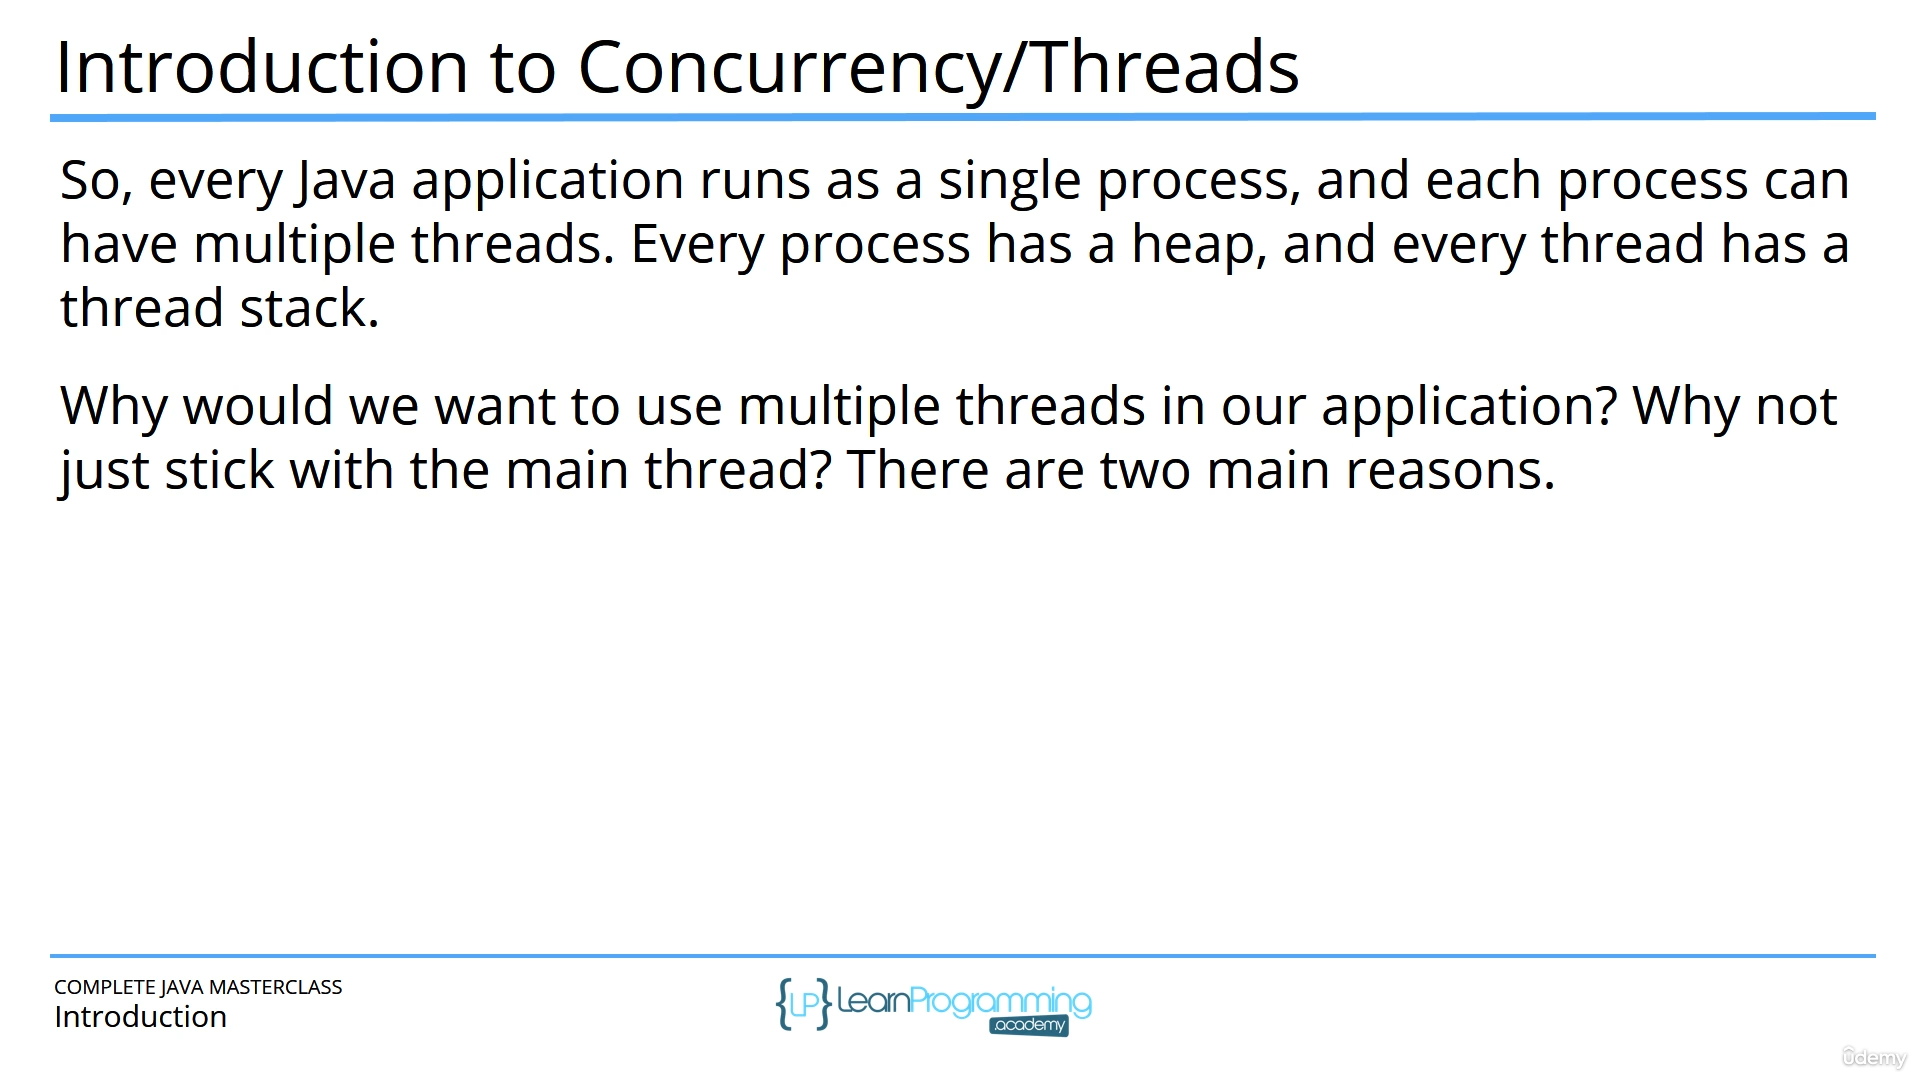 Introduction to Concurrency/Threads
So, every Java application runs as a single process, and each process can
have multiple threads. Every process has a heap, and every thread has a
thread stack.
Why would we want to use multiple threads in our application? Why not
just stick with the main thread? There are two main reasons.
COMPLETE JAVA MASTERCLASS
Introduction
{LP} LearnProgramming
.academy
ûdemy